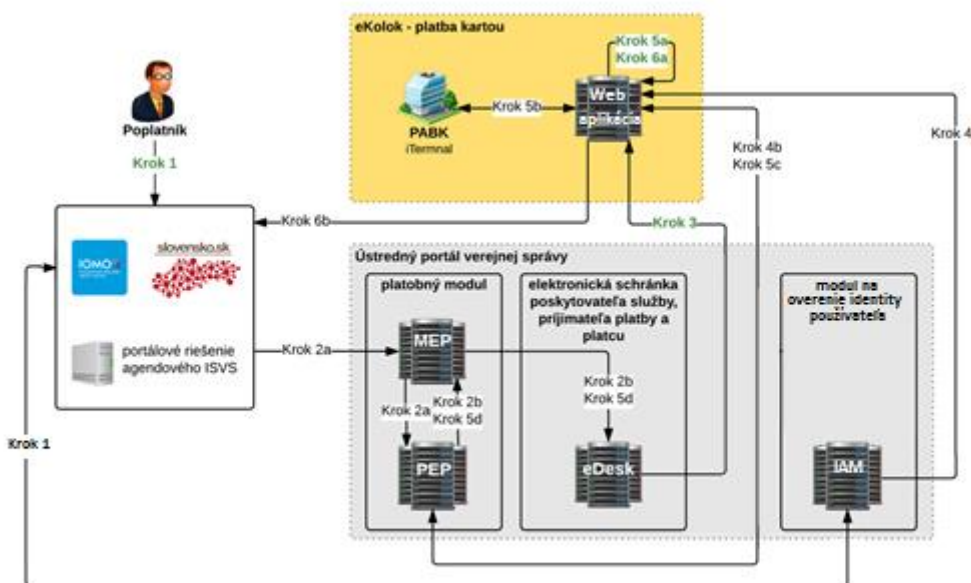 eKolok - platba kartou
Krok 5a
Krok 6a
Web
aplikácia
Krok 5b
PABK
iTermnal
Poplatník
Krok 1
Krok 4b
Krok 5c
Krok 4
Krok 6b
Krok 3
IOMO
slovensko.sk
portálové riešenie
agendového ISVS
Ústredný portál verejnej správy
platobný modul
elektronická schránka
poskytovateľa služby,
prijímateľa platby a
platcu
modul na
overenie identity
používateľa
Krok 2a
MEP
Krok 2b
Krok 5d
Krok 2a
Krok 2b
Krok 5d
PEP
eDesk
IAM
Krok 1